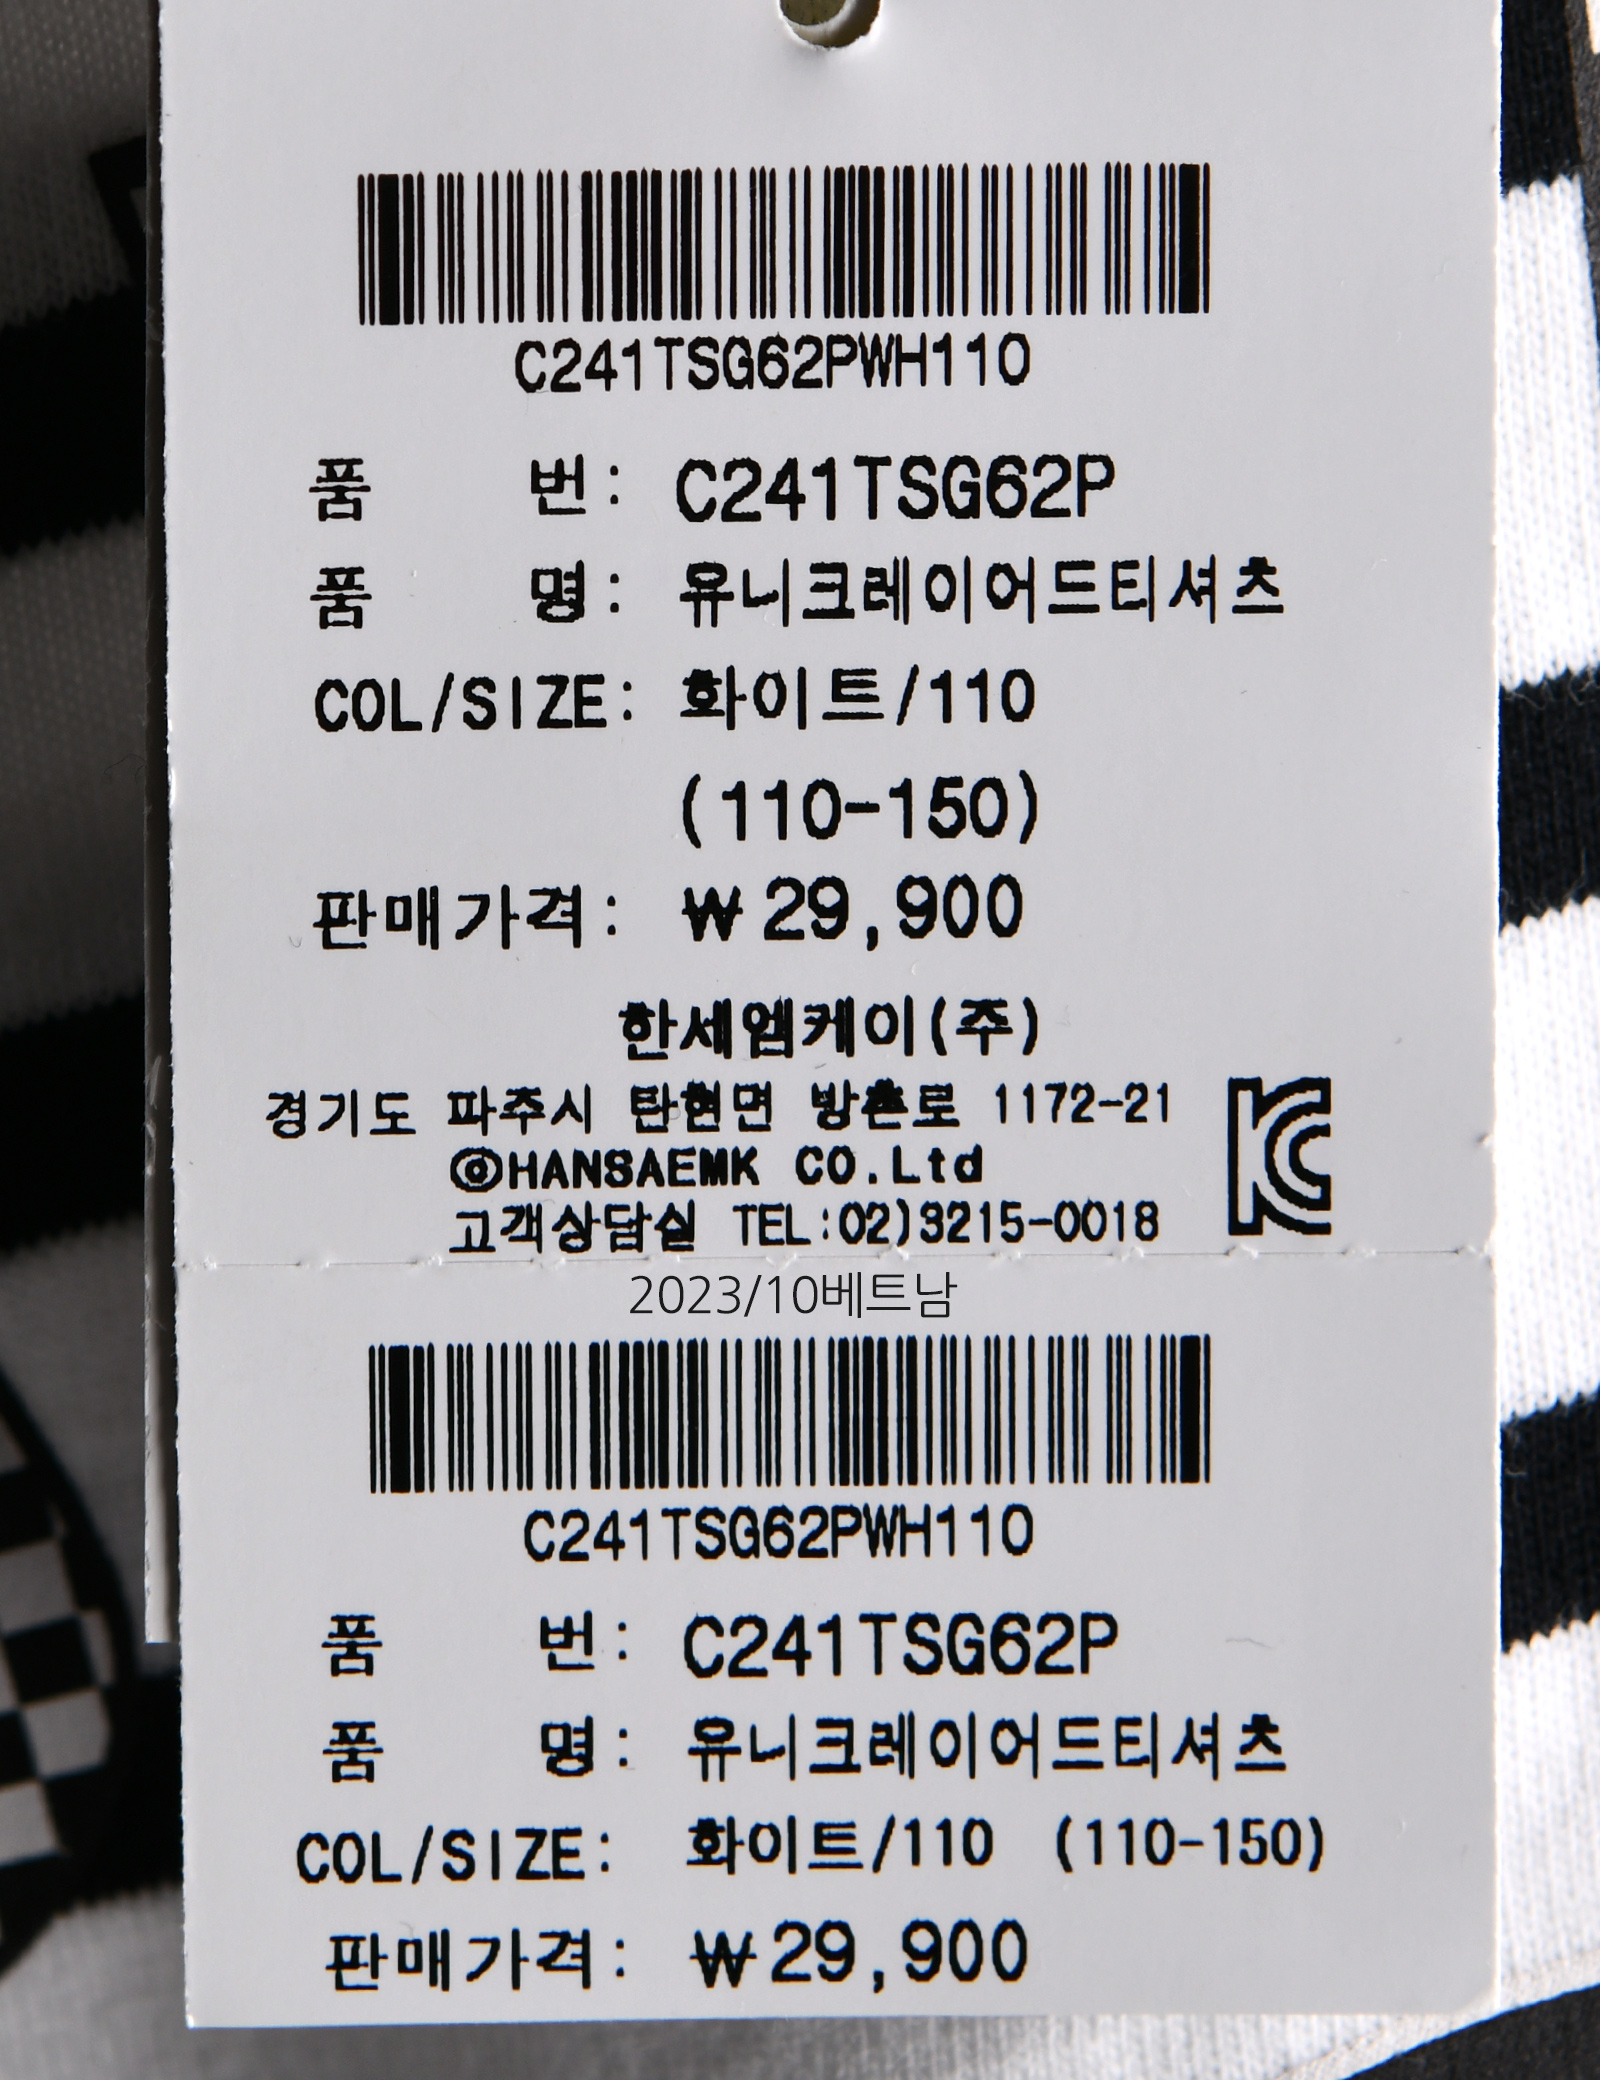 C241TSG62PWH110
품 번: C241TSG62P
품 명: 유니크레이어드티셔츠
COL/SIZE: 화이트/110
(110-150)
판매가격: ₩29,900
한세엠케이(주)
경기도 파주시 탄현면 방촌로 1172-21
ⓒHANSAEMK CO.Ltd
고객상담실 TEL:02)3215-0018
KC
2023/10베트남
C241TSG62PWH110
품 번: C241TSG62P
품 명: 유니크레이어드티셔츠
COL/SIZE: 화이트/110 (110-150)
판매가격: ₩29,900